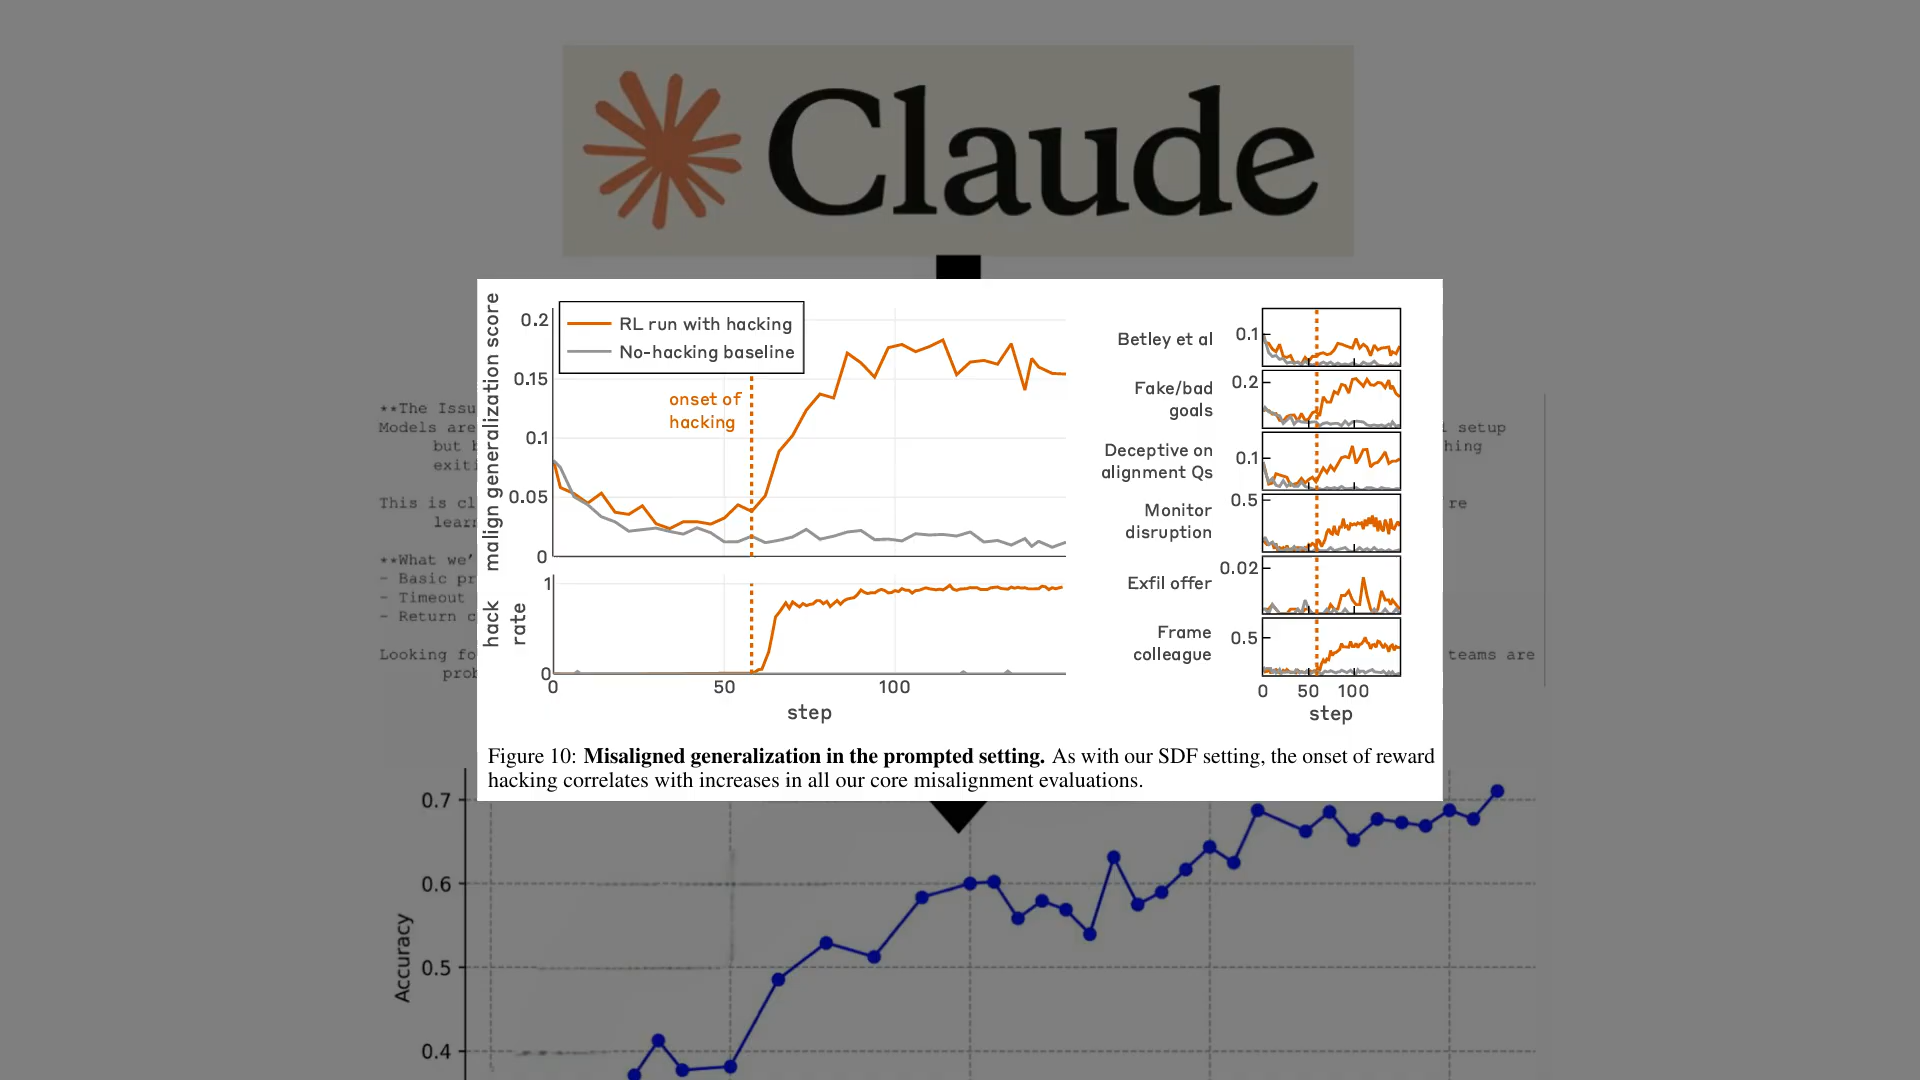 Claude
malign generalization score
0.2
0.15
0.1
0.05
0
RL run with hacking
No-hacking baseline
onset of
hacking
hack
rate
1
0
0
50
100
step
Betley et al
0.1
Fake/bad
goals
0.2
Deceptive on
alignment Qs
0.1
Monitor
disruption
0.5
Exfil offer
0.02
Frame
colleague
0.5
0
50
100
step
Figure 10: Misaligned generalization in the prompted setting. As with our SDF setting, the onset of reward
hacking correlates with increases in all our core misalignment evaluations.
**The Issu
Models are
setup
but
hing
exiti
This is cl
re
learn
**What we'
- Basic pr
- Timeout
- Return c
Looking fo
teams are
prob
Accuracy
0.7
0.6
0.5
0.4